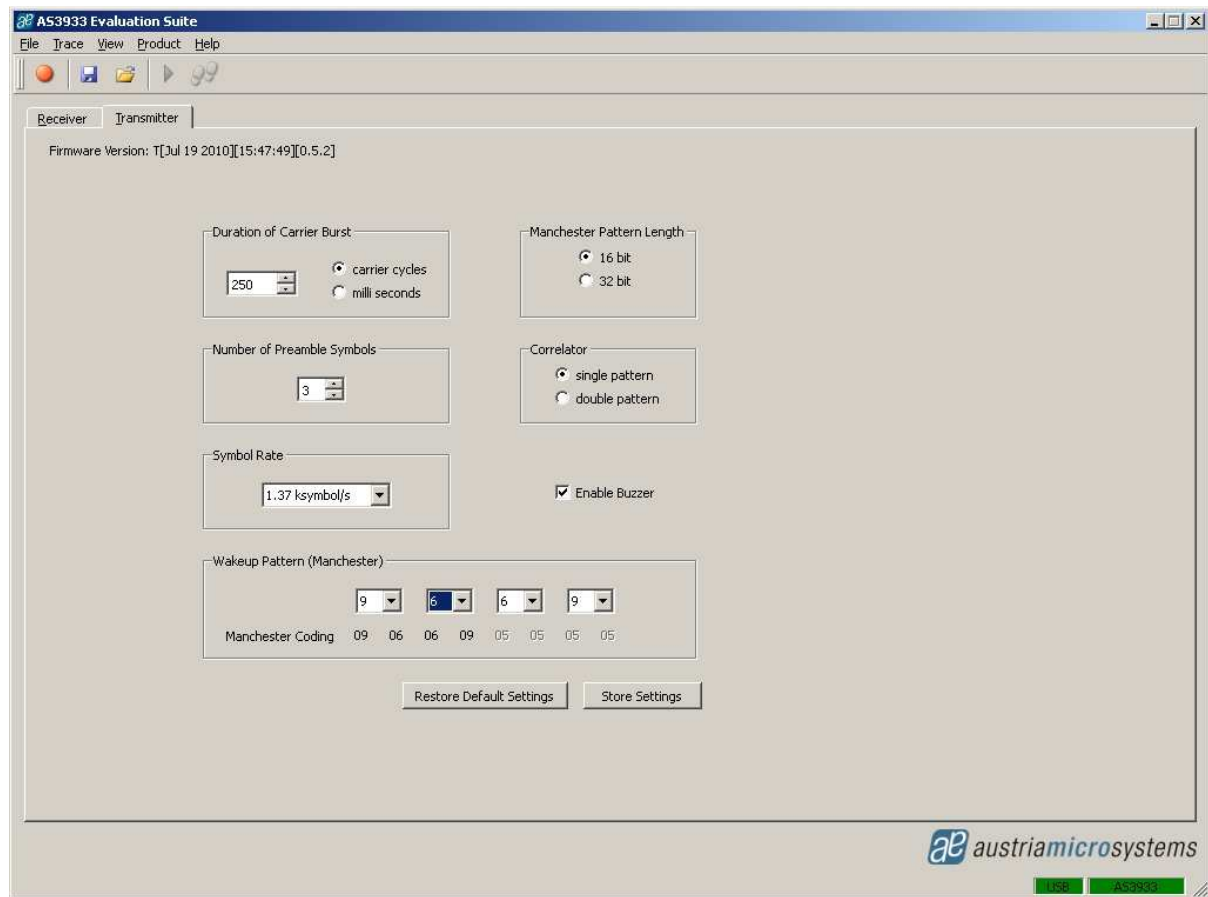 AS3933 Evaluation Suite
File Trace View Product Help
Receiver Transmitter
Firmware Version: T[Jul 19 2010][15:47:49][0.5.2]
Duration of Carrier Burst
250
carrier cycles
milli seconds
Manchester Pattern Length
16 bit
32 bit
Number of Preamble Symbols
3
Correlator
single pattern
double pattern
Symbol Rate
1.37 ksymbol/s
Enable Buzzer
Wakeup Pattern (Manchester)
9 6 6 9
Manchester Coding 09 06 06 09 05 05 05 05
Restore Default Settings Store Settings
ae austriamicrosystems
USB AS3933